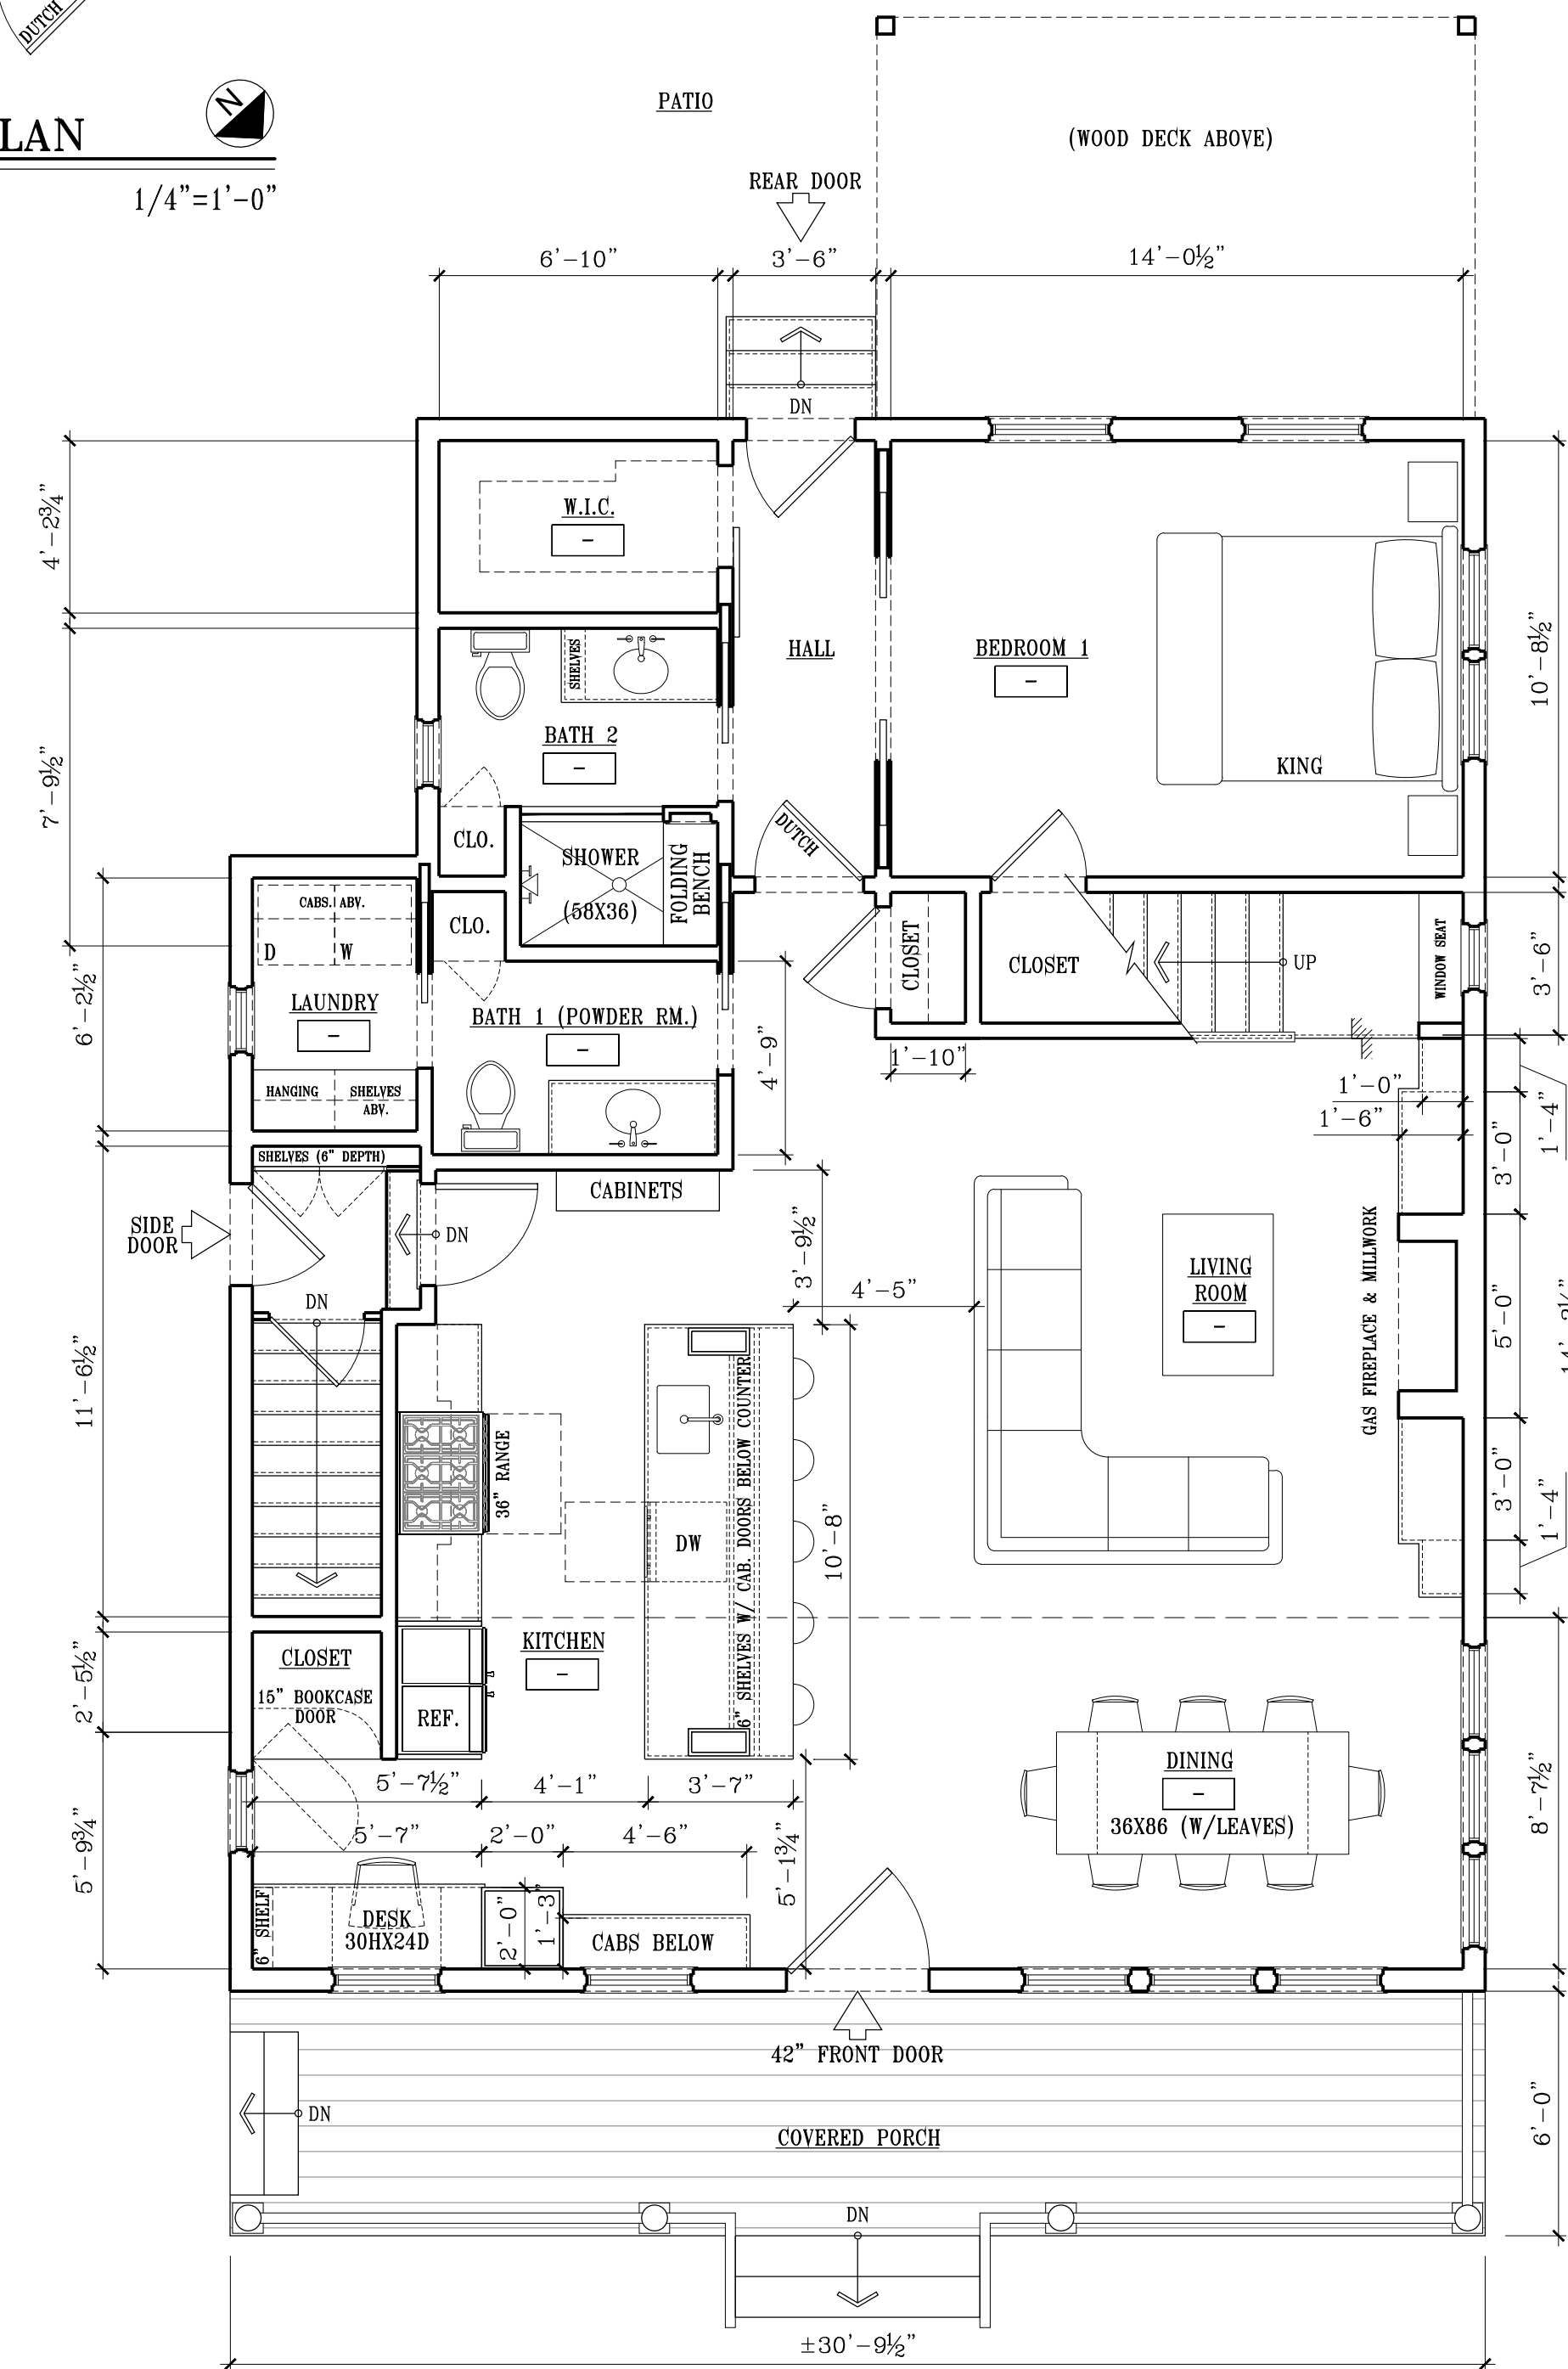 DUTCH
LAN
N
1/4"=1'-0"
PATIO
(WOOD DECK ABOVE)
REAR DOOR
6'-10"
3'-6"
14'-0½"
DN
W.I.C.
-
4'-2¾"
HALL
BEDROOM 1
-
10'-8½"
SHELVES
BATH 2
-
KING
7'-9½"
CLO.
SHOWER
(58X36)
FOLDING
BENCH
DUTCH
CABS. ABV.
D
W
CLO.
CLOSET
CLOSET
UP
WINDOW SEAT
3'-6"
6'-2½"
LAUNDRY
-
BATH 1 (POWDER RM.)
-
4'-9"
1'-10"
HANGING
SHELVES
ABV.
1'-0"
1'-6"
3'-0"
1'-4"
SHELVES (6" DEPTH)
CABINETS
SIDE
DOOR
DN
DN
3'-9½"
4'-5"
LIVING
ROOM
-
GAS FIREPLACE & MILLWORK
5'-0"
11'-6½"
36" RANGE
DW
6" SHELVES W/ CAB. DOORS BELOW COUNTER
10'-8"
3'-0"
1'-4"
KITCHEN
-
CLOSET
15" BOOKCASE
DOOR
REF.
2'-5½"
5'-7½"
4'-1"
3'-7"
DINING
-
36X86 (W/LEAVES)
8'-7½"
5'-7"
2'-0"
4'-6"
5'-9¾"
5'-1¾"
6" SHELF
DESK
30HX24D
2'-0"
1'-3"
CABS BELOW
42" FRONT DOOR
DN
COVERED PORCH
6'-0"
DN
±30'-9½"